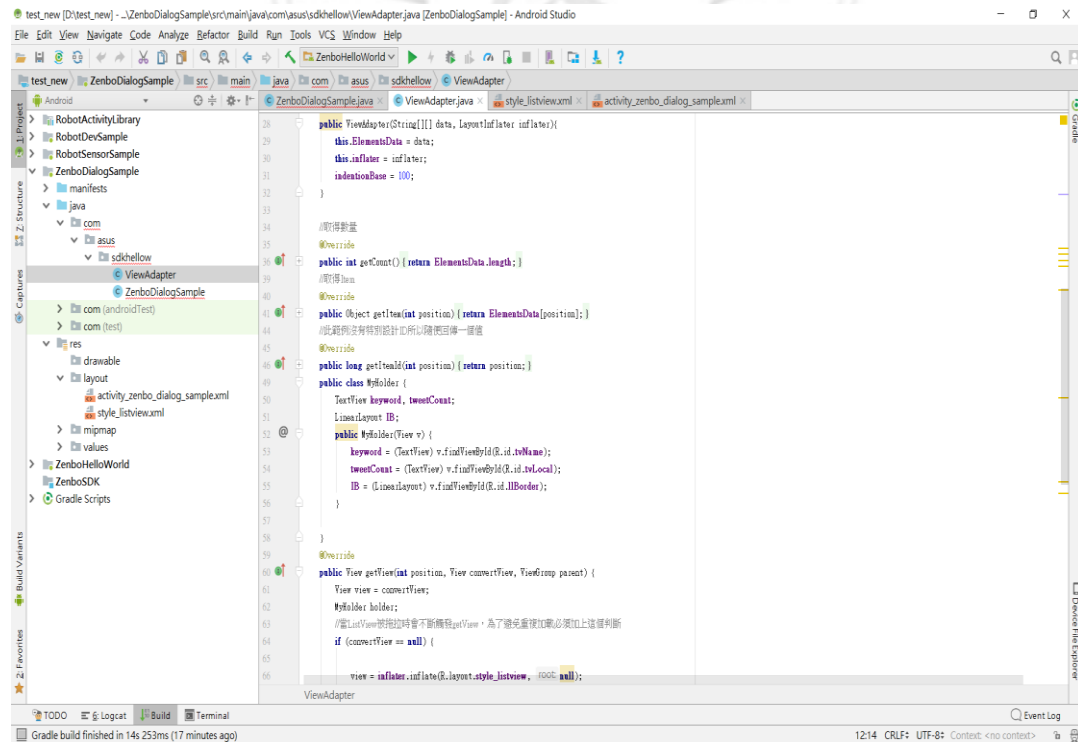 test_new [D:\test_new] - ...\ZenboDialogSample\src\main\java\com\asus\sdkhellow\ViewAdapter.java [ZenboDialogSample] - Android Studio
File Edit View Navigate Code Analyze Refactor Build Run Tools VCS Window Help
ZenboHelloWorld
test_new ZenboDialogSample src main java com asus sdkhellow ViewAdapter
Android
ZenboDialogSample.java × ViewAdapter.java × style_listview.xml × activity_zenbo_dialog_sample.xml ×
1: Project
Z: Structure
Captures
Build Variants
2: Favorites
RobotActivityLibrary
RobotDevSample
RobotSensorSample
ZenboDialogSample
manifests
java
com
asus
sdkhellow
ViewAdapter
ZenboDialogSample
com (androidTest)
com (test)
res
drawable
layout
activity_zenbo_dialog_sample.xml
style_listview.xml
mipmap
values
ZenboHelloWorld
ZenboSDK
Gradle Scripts
28 public ViewAdapter(String[][] data, LayoutInflater inflater){
29 this.ElementsData = data;
30 this.inflater = inflater;
31 indentionBase = 100;
32 }
33
34 //取得數量
35 @Override
36 public int getCount() { return ElementsData.length; }
39 //取得Item
40 @Override
41 public Object getItem(int position) { return ElementsData[position]; }
44 //此範例沒有特別設計ID所以隨便回傳一個值
45 @Override
46 public long getItemId(int position) { return position; }
49 public class MyHolder {
50 TextView keyword, tweetCount;
51 LinearLayout IB;
52 @ public MyHolder(View v) {
53 keyword = (TextView) v.findViewById(R.id.tvName);
54 tweetCount = (TextView) v.findViewById(R.id.tvLocal);
55 IB = (LinearLayout) v.findViewById(R.id.llBorder);
56 }
57
58 }
59 @Override
60 public View getView(int position, View convertView, ViewGroup parent) {
61 View view = convertView;
62 MyHolder holder;
63 //當ListView被拖拉時會不斷觸發getView，為了避免重複加載必須加上這個判斷
64 if (convertView == null) {
65
66 view = inflater.inflate(R.layout.style_listview, root: null);
ViewAdapter
Gradle
Device File Explorer
TODO 6: Logcat Build Terminal Event Log
Gradle build finished in 14s 253ms (17 minutes ago) 12:14 CRLF UTF-8 Context: <no context>